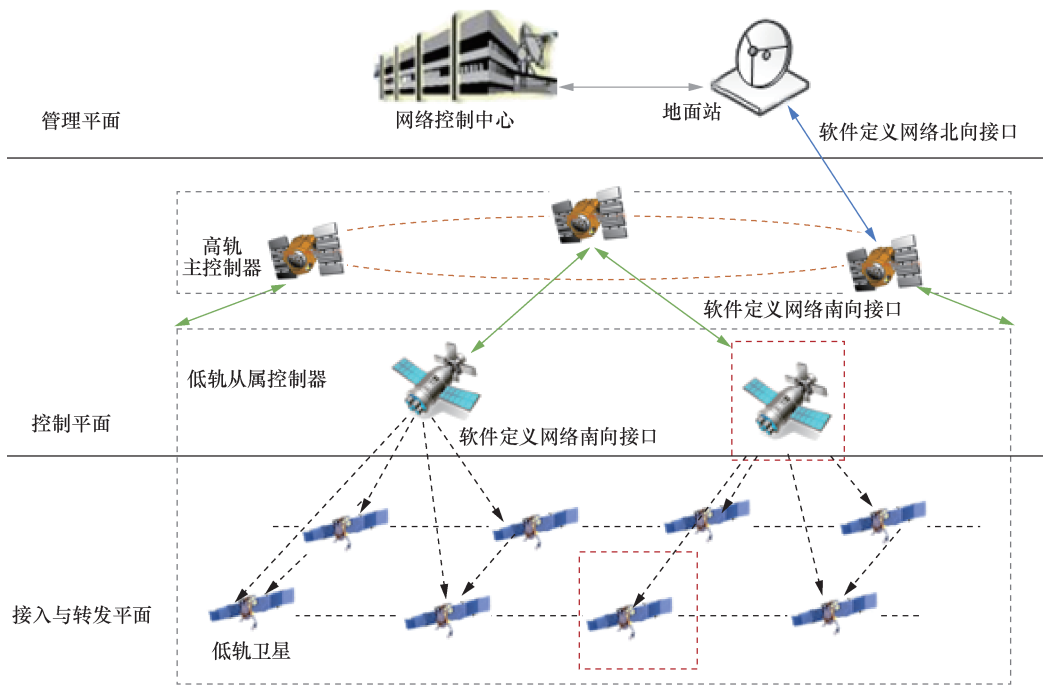 管理平面
网络控制中心
地面站
软件定义网络北向接口
高轨
主控制器
软件定义网络南向接口
低轨从属控制器
控制平面
软件定义网络南向接口
接入与转发平面
低轨卫星